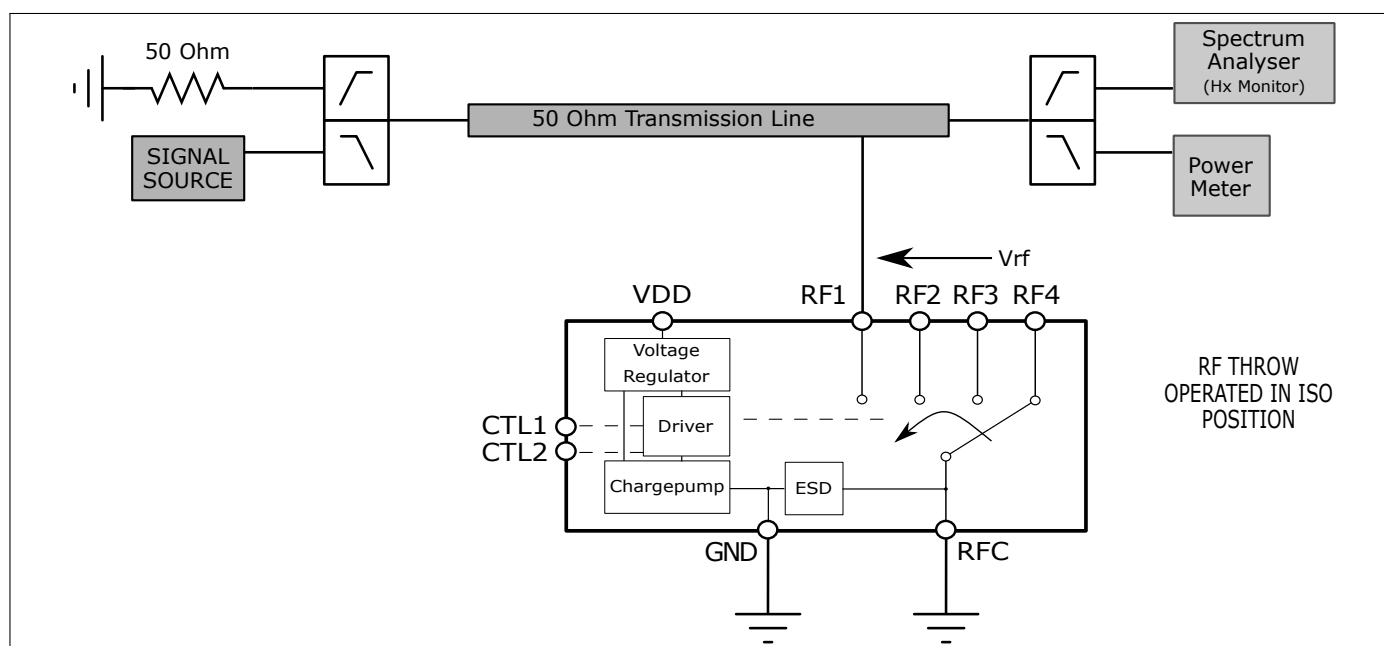 50 Ohm
SIGNAL
SOURCE
50 Ohm Transmission Line
Spectrum
Analyser
(Hx Monitor)
Power
Meter
Vrf
VDD
RF1
RF2
RF3
RF4
Voltage
Regulator
CTL1
CTL2
Driver
Chargepump
ESD
GND
RFC
RF THROW
OPERATED IN ISO
POSITION